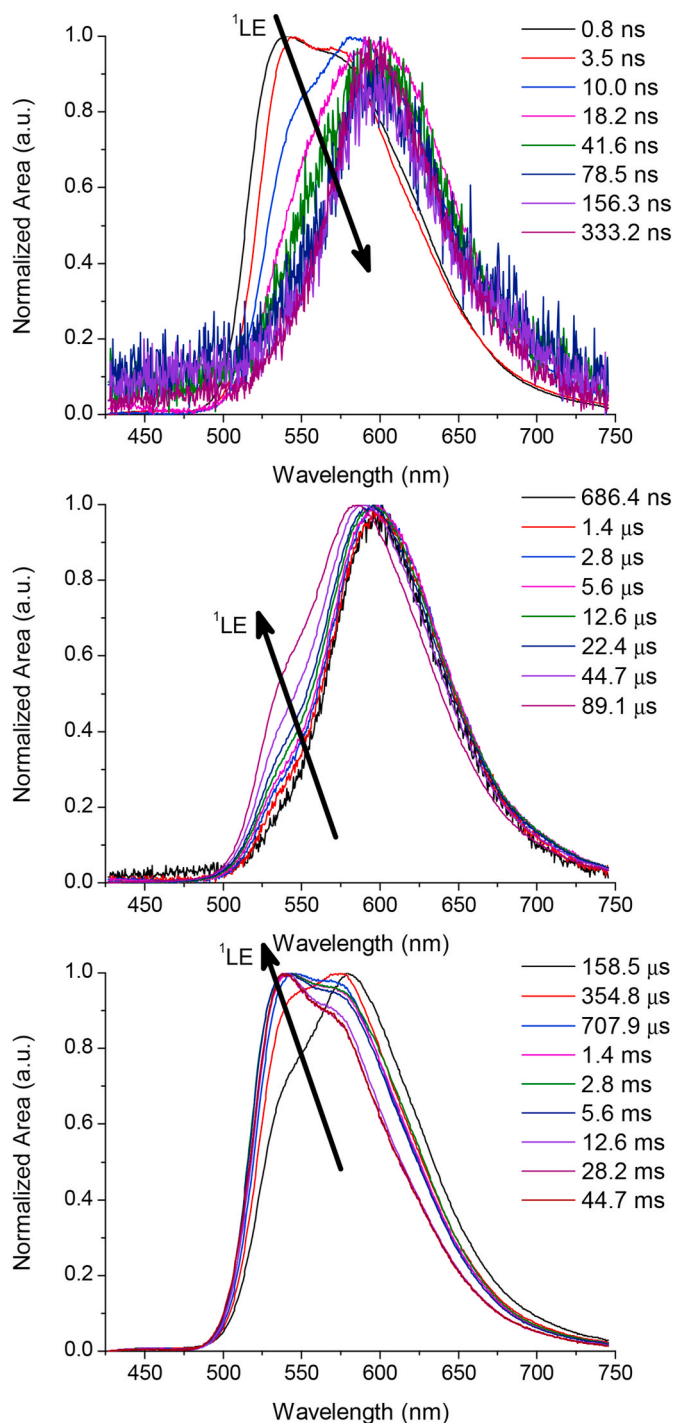 ¹LE
0.8 ns
3.5 ns
10.0 ns
18.2 ns
41.6 ns
78.5 ns
156.3 ns
333.2 ns
Normalized Area (a.u.)
1.0
0.8
0.6
0.4
0.2
0.0
450 500 550 600 650 700 750
Wavelength (nm)
¹LE
686.4 ns
1.4 μs
2.8 μs
5.6 μs
12.6 μs
22.4 μs
44.7 μs
89.1 μs
Normalized Area (a.u.)
1.0
0.8
0.6
0.4
0.2
0.0
450 500 550 600 650 700 750
Wavelength (nm)
¹LE
158.5 μs
354.8 μs
707.9 μs
1.4 ms
2.8 ms
5.6 ms
12.6 ms
28.2 ms
44.7 ms
Normalized Area (a.u.)
1.0
0.8
0.6
0.4
0.2
0.0
450 500 550 600 650 700 750
Wavelength (nm)